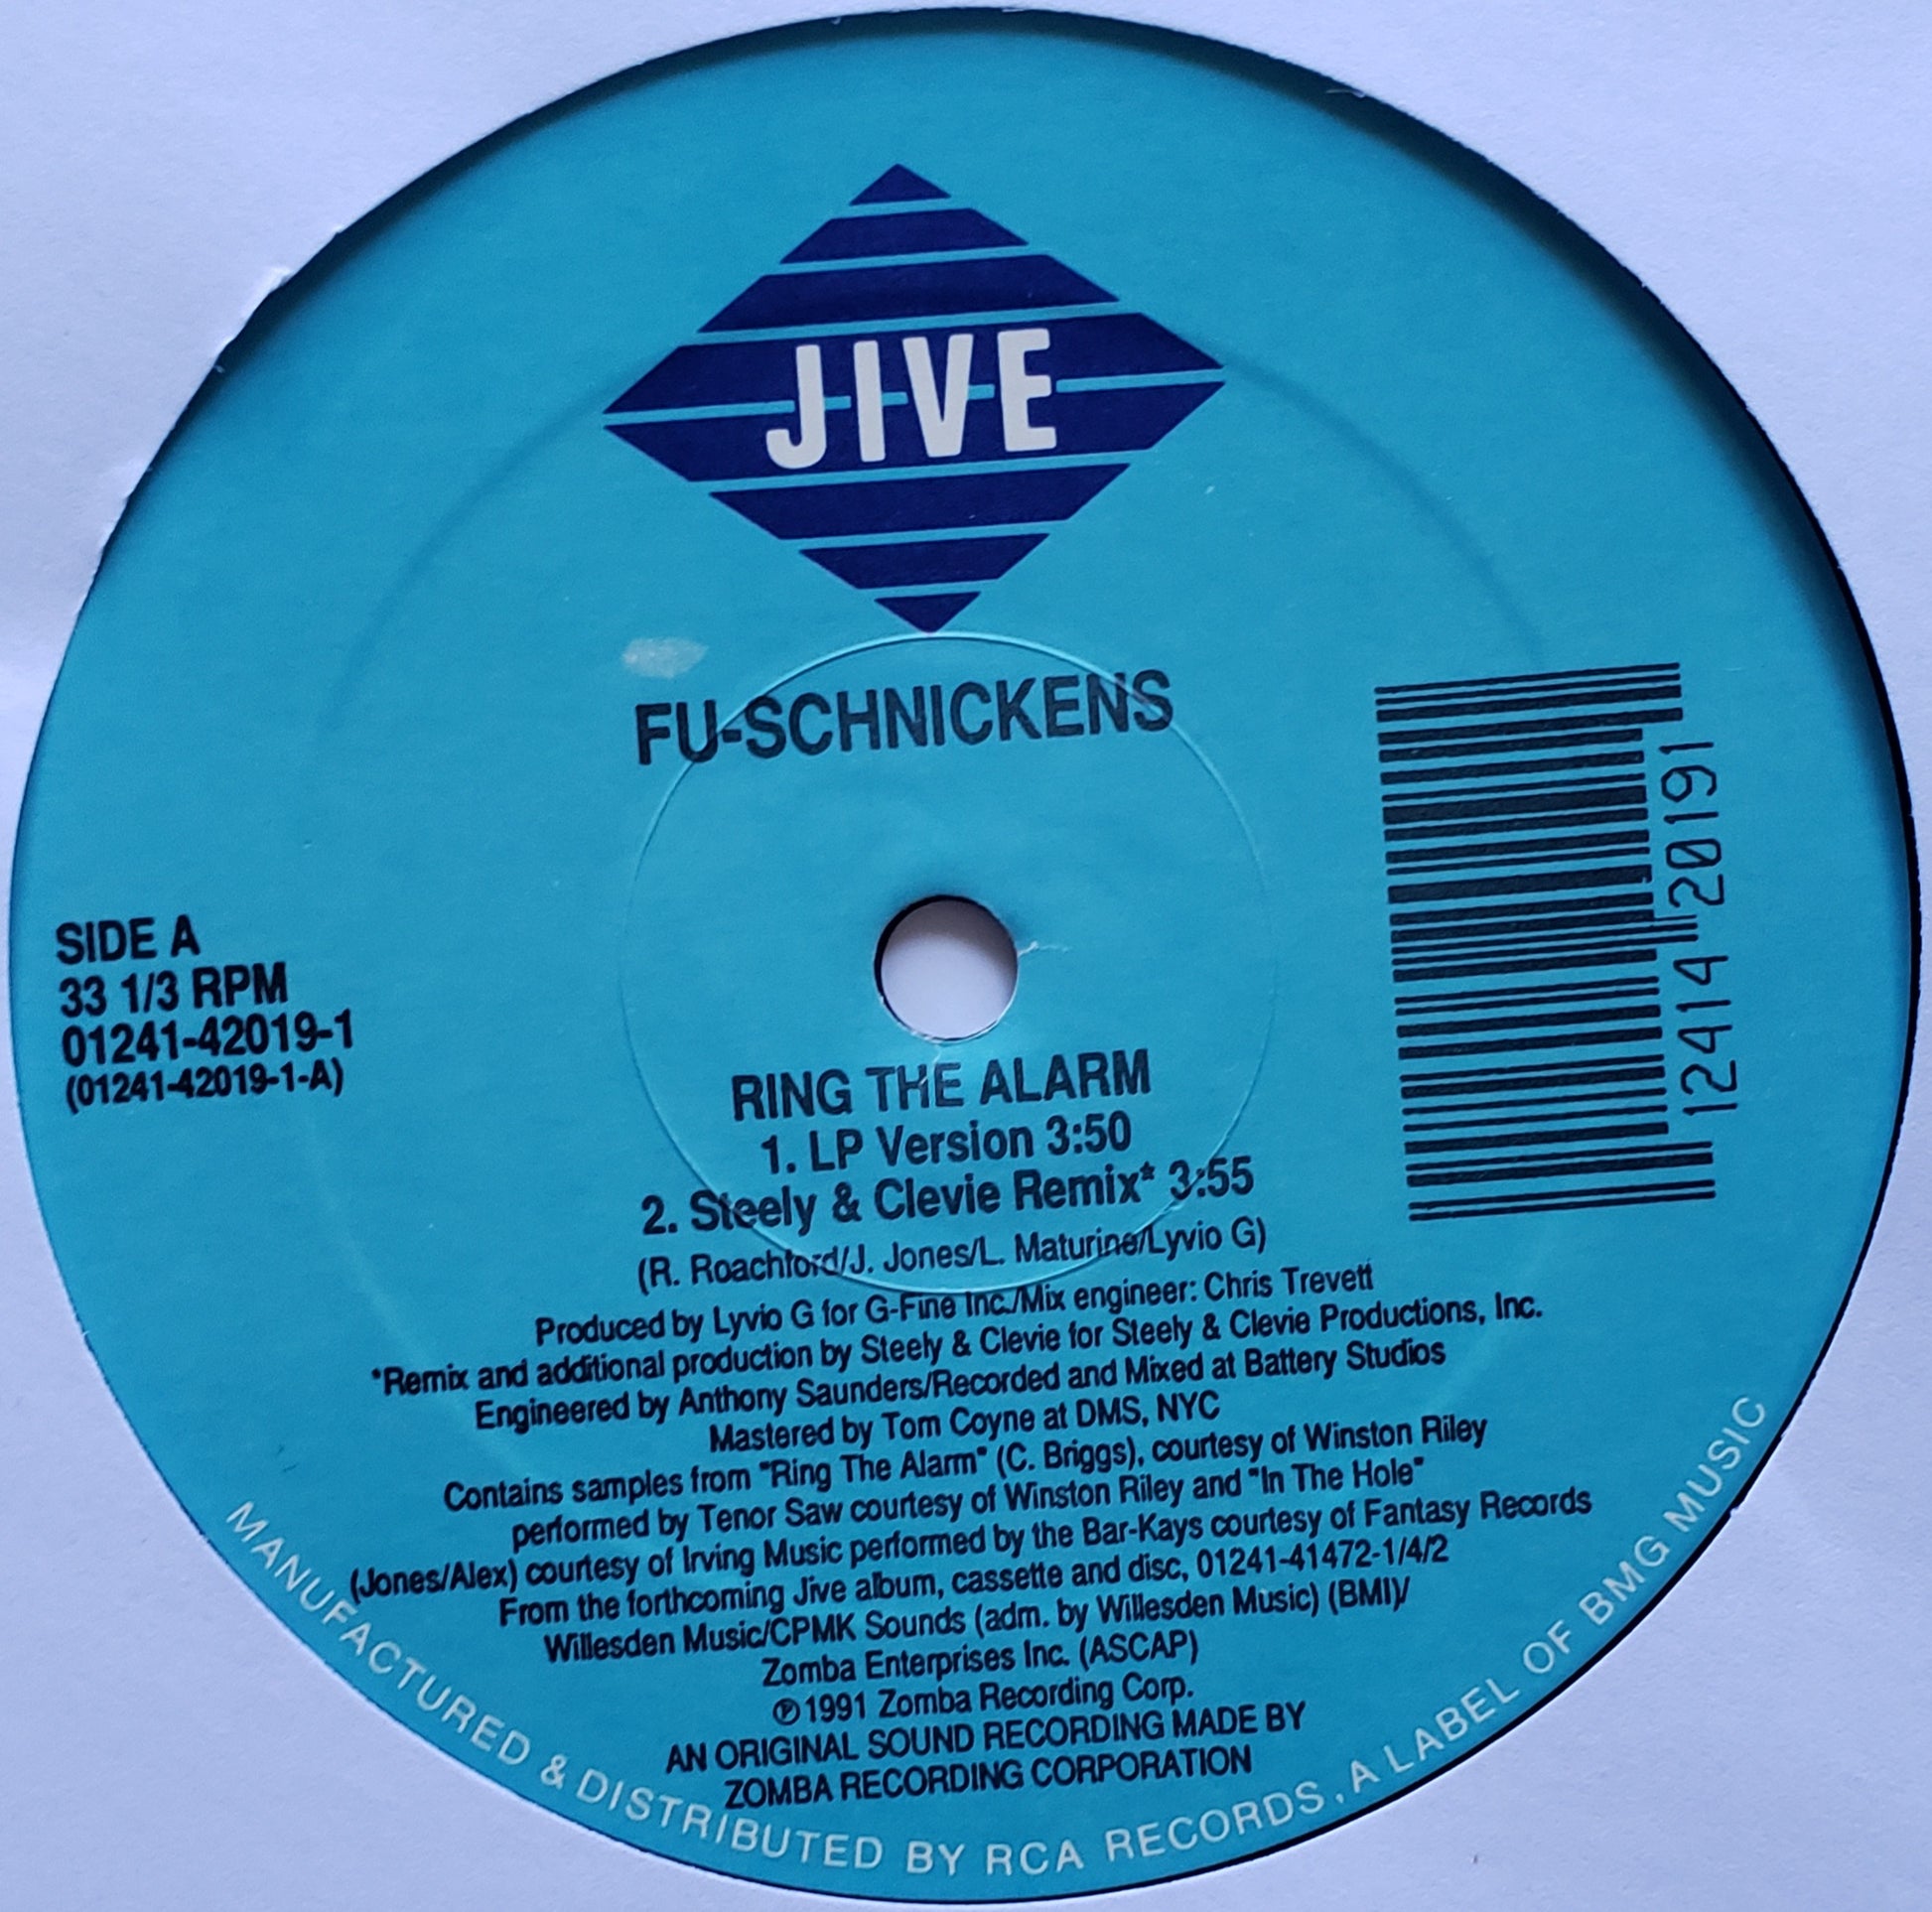 JIVE
FU-SCHNICKENS
SIDE A
33 1/3 RPM
01241-42019-1
(01241-42019-1-A)
1241420191
RING THE ALARM
1. LP Version 3:50
2. Steely & Clevie Remix* 3:55
(R. Roachford/J. Jones/L. Maturine/Lyvio G)
Produced by Lyvio G for G-Fine Inc./Mix engineer: Chris Trevett
*Remix and additional production by Steely & Clevie for Steely & Clevie Productions, Inc.
Engineered by Anthony Saunders/Recorded and Mixed at Battery Studios
Mastered by Tom Coyne at DMS, NYC
Contains samples from "Ring The Alarm" (C. Briggs), courtesy of Winston Riley
performed by Tenor Saw courtesy of Winston Riley and "In The Hole"
(Jones/Alex) courtesy of Irving Music performed by the Bar-Kays courtesy of Fantasy Records
From the forthcoming Jive album, cassette and disc, 01241-41472-1/4/2
Willesden Music/CPMK Sounds (adm. by Willesden Music) (BMI)/
Zomba Enterprises Inc. (ASCAP)
℗1991 Zomba Recording Corp.
AN ORIGINAL SOUND RECORDING MADE BY
ZOMBA RECORDING CORPORATION
MANUFACTURED & DISTRIBUTED BY RCA RECORDS, A LABEL OF BMG MUSIC